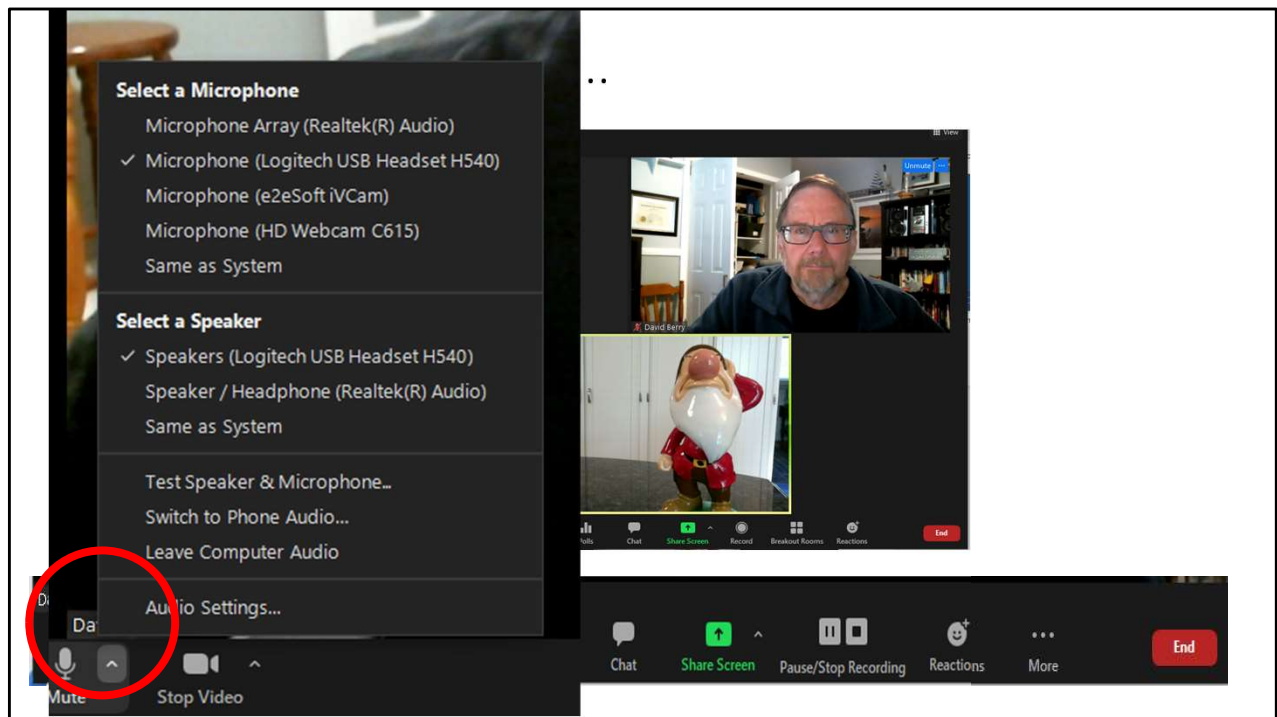 ..
Select a Microphone
Microphone Array (Realtek(R) Audio)
✓ Microphone (Logitech USB Headset H540)
Microphone (e2eSoft iVCam)
Microphone (HD Webcam C615)
Same as System
Select a Speaker
✓ Speakers (Logitech USB Headset H540)
Speaker / Headphone (Realtek(R) Audio)
Same as System
Test Speaker & Microphone...
Switch to Phone Audio...
Leave Computer Audio
Audio Settings...
View
Unmute ...
David Berry
Polls Chat Share Screen Record Breakout Rooms Reactions End
Da
Mute Stop Video Chat Share Screen Pause/Stop Recording Reactions More End